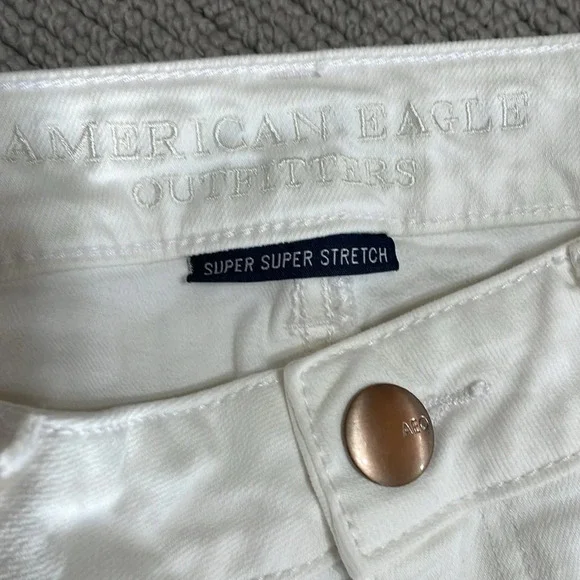 AMERICAN EAGLE
OUTFITTERS
SUPER SUPER STRETCH
AEO